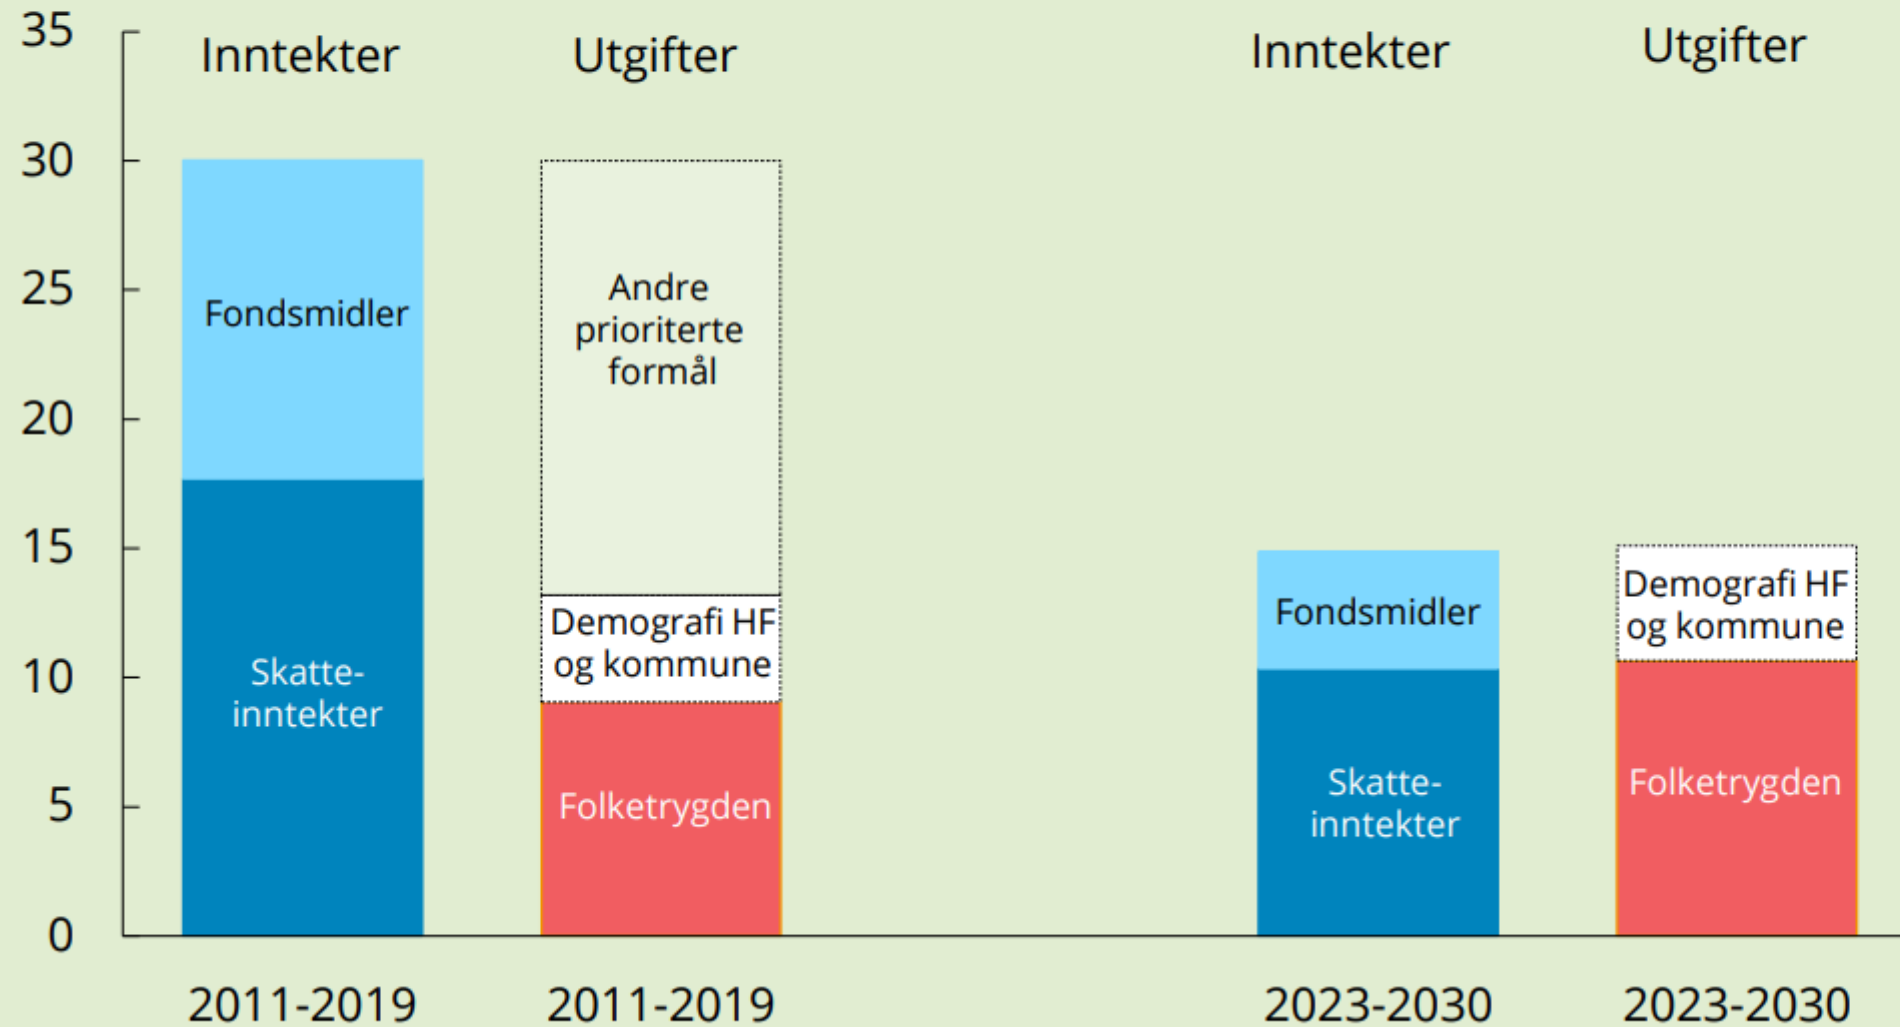 35
30
25
20
15
10
5
0
Inntekter
Utgifter
Inntekter
Utgifter
Fondsmidler
Skatte-
inntekter
Andre
prioriterte
formål
Demografi HF
og kommune
Folketrygden
Fondsmidler
Skatte-
inntekter
Demografi HF
og kommune
Folketrygden
2011-2019
2011-2019
2023-2030
2023-2030